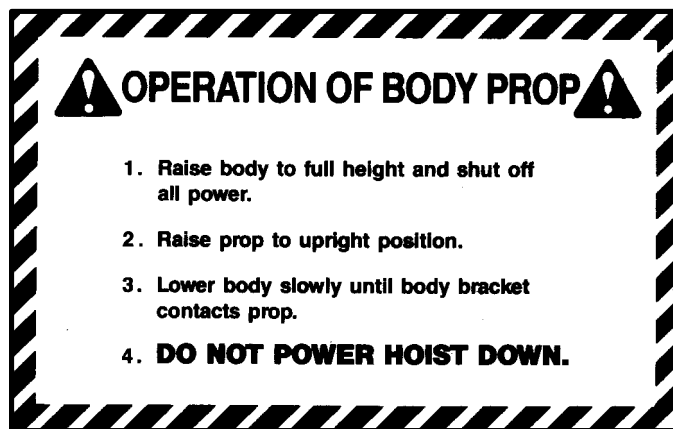 OPERATION OF BODY PROP
1. Raise body to full height and shut off
all power.
2. Raise prop to upright position.
3. Lower body slowly until body bracket
contacts prop.
4. DO NOT POWER HOIST DOWN.